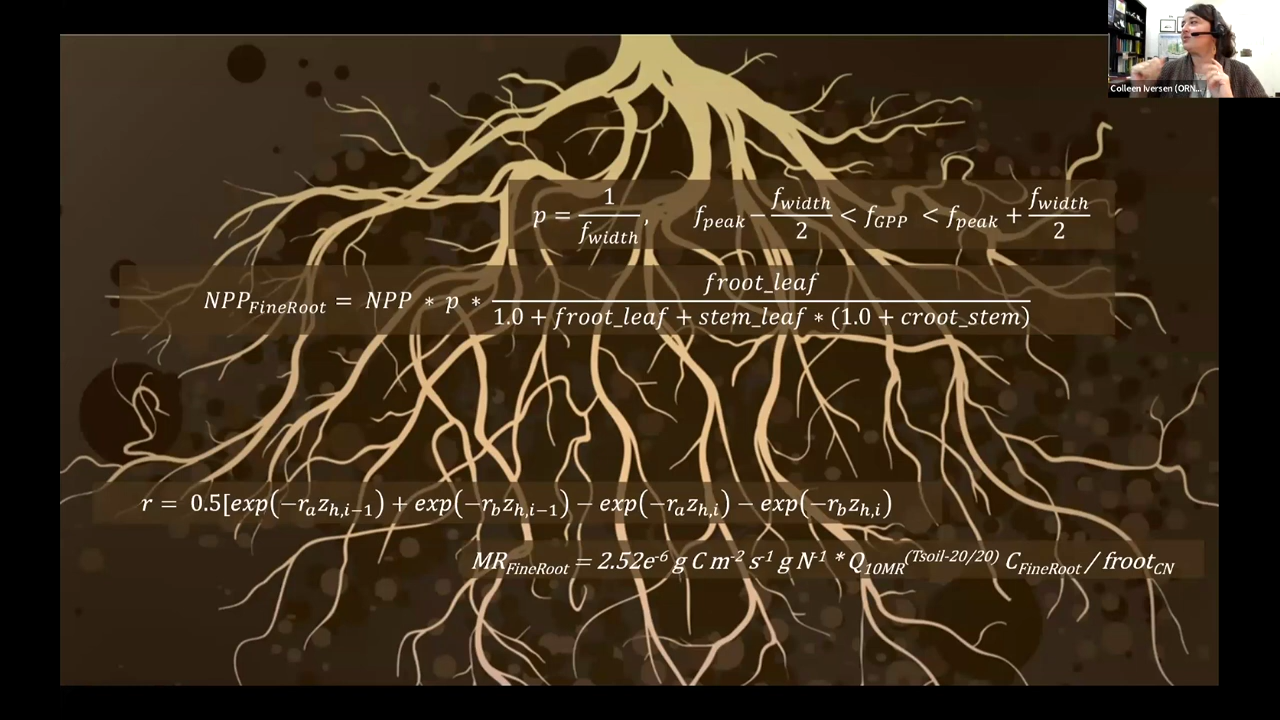 Colleen Iversen (ORN...
p = 1/f_width, f_peak − f_width/2 < f_GPP < f_peak + f_width/2
NPP_FineRoot = NPP * p * froot_leaf / 1.0 + froot_leaf + stem_leaf * (1.0 + croot_stem)
r = 0.5[exp(−r_a z_h,i−1) + exp(−r_b z_h,i−1) − exp(−r_a z_h,i) − exp(−r_b z_h,i)
MR_FineRoot = 2.52e^-6 g C m^-2 s^-1 g N^-1 * Q_10MR^(Tsoil-20/20) C_FineRoot / froot_CN